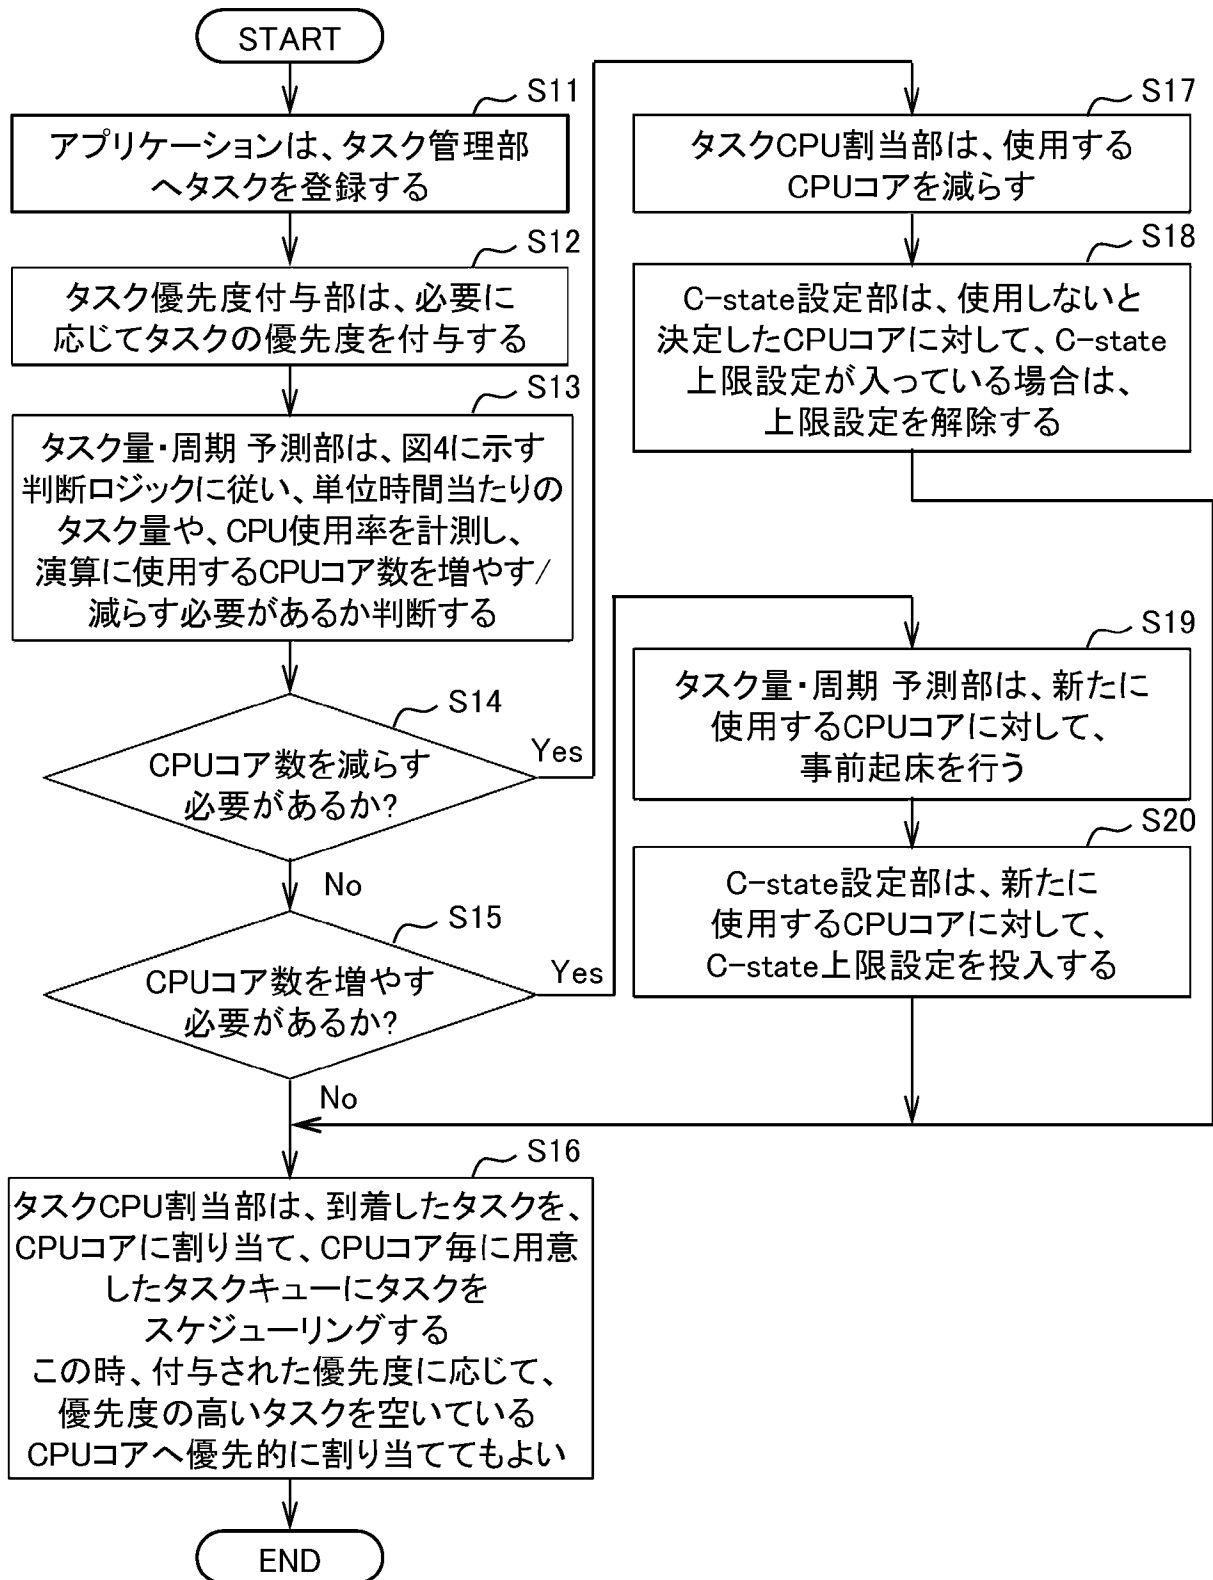 START
S11
アプリケーションは、タスク管理部
へタスクを登録する
S12
タスク優先度付与部は、必要に
応じてタスクの優先度を付与する
S13
タスク量・周期 予測部は、図4に示す
判断ロジックに従い、単位時間当たりの
タスク量や、CPU使用率を計測し、
演算に使用するCPUコア数を増やす/
減らす必要があるか判断する
S14
CPUコア数を減らす
必要があるか?
Yes
No
S15
CPUコア数を増やす
必要があるか?
Yes
No
S16
タスクCPU割当部は、到着したタスクを、
CPUコアに割り当て、CPUコア毎に用意
したタスクキューにタスクを
スケジューリングする
この時、付与された優先度に応じて、
優先度の高いタスクを空いている
CPUコアへ優先的に割り当ててもよい
END
S17
タスクCPU割当部は、使用する
CPUコアを減らす
S18
C-state設定部は、使用しないと
決定したCPUコアに対して、C-state
上限設定が入っている場合は、
上限設定を解除する
S19
タスク量・周期 予測部は、新たに
使用するCPUコアに対して、
事前起床を行う
S20
C-state設定部は、新たに
使用するCPUコアに対して、
C-state上限設定を投入する